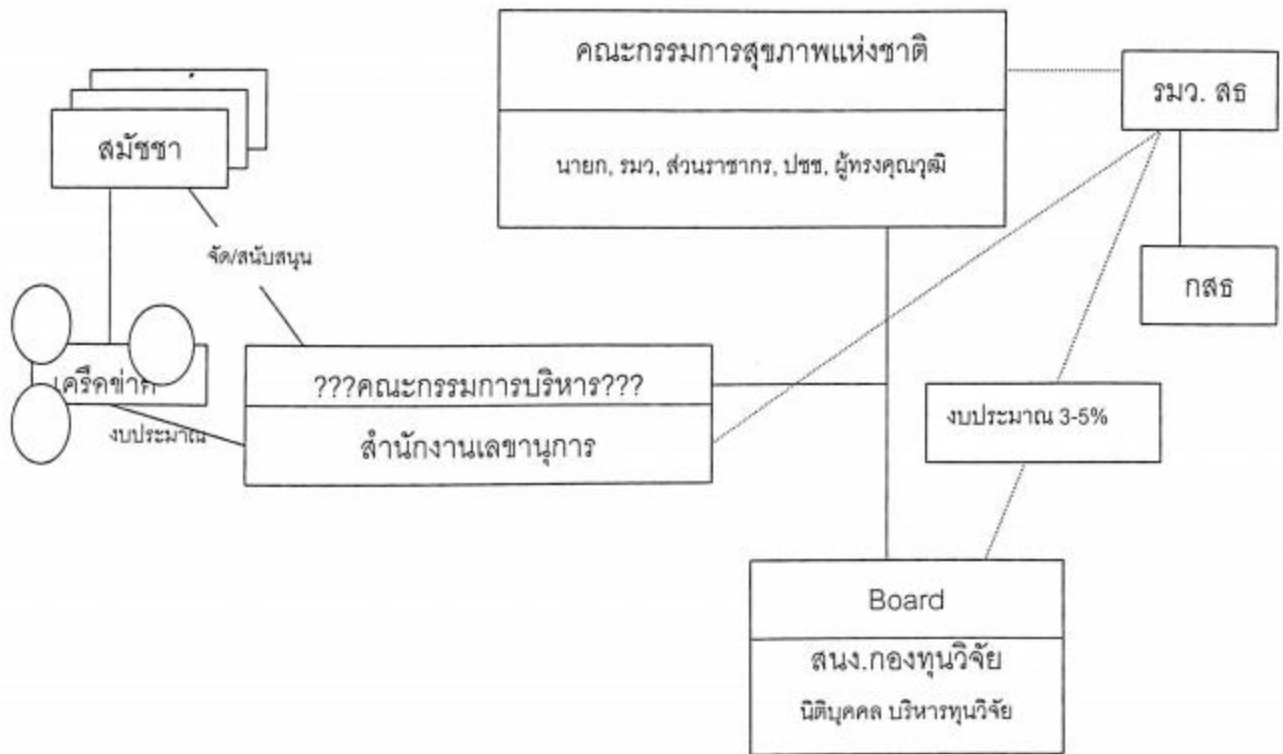 คณะกรรมการสุขภาพแห่งชาติ
นายก, รมว, ส่วนราชากร, ปชช, ผู้ทรงคุณวุฒิ
รมว. สธ
กสธ
สมัชชา
จัด/สนับสนุน
งบประมาณ
???คณะกรรมการบริหาร???
สำนักงานเลขานุการ
งบประมาณ 3-5%
Board
สนง.กองทุนวิจัย
นิติบุคคล บริหารทุนวิจัย